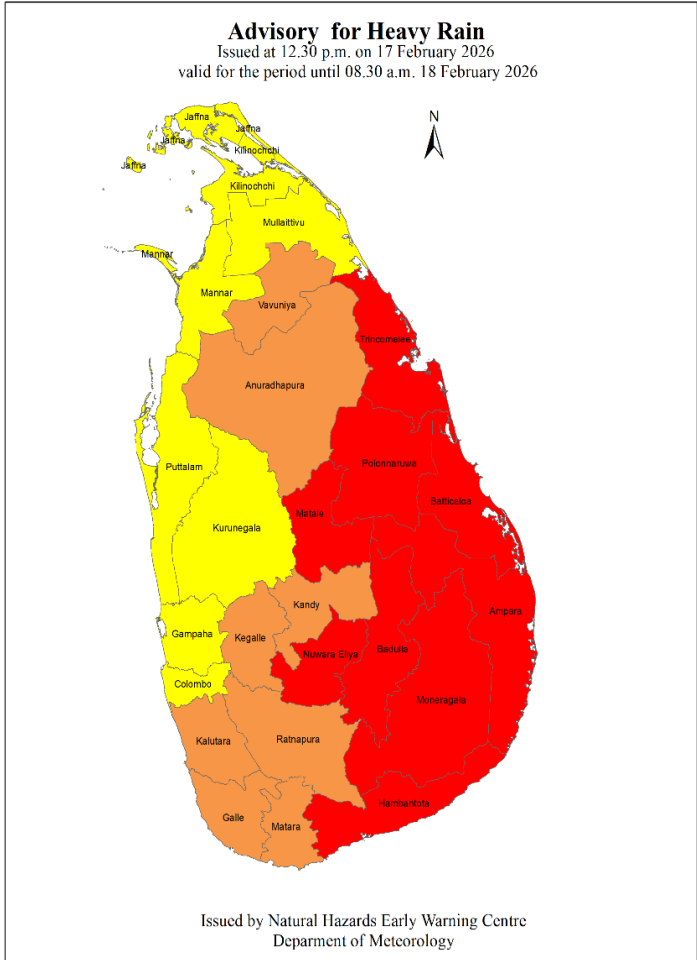 Advisory for Heavy Rain
Issued at 12.30 p.m. on 17 February 2026
valid for the period until 08.30 a.m. 18 February 2026
N
Jaffna
Jaffna
Jaffna
Kilinochchi
Jaffna
Kilinochchi
Mullaittivu
Mannar
Mannar
Vavuniya
Trincomalee
Anuradhapura
Puttalam
Polonnaruwa
Batticaloa
Matale
Kurunegala
Kandy
Ampara
Gampaha
Kegalle
Nuwara Eliya
Badulla
Colombo
Moneragala
Kalutara
Ratnapura
Hambantota
Galle
Matara
Issued by Natural Hazards Early Warning Centre
Deparment of Meteorology